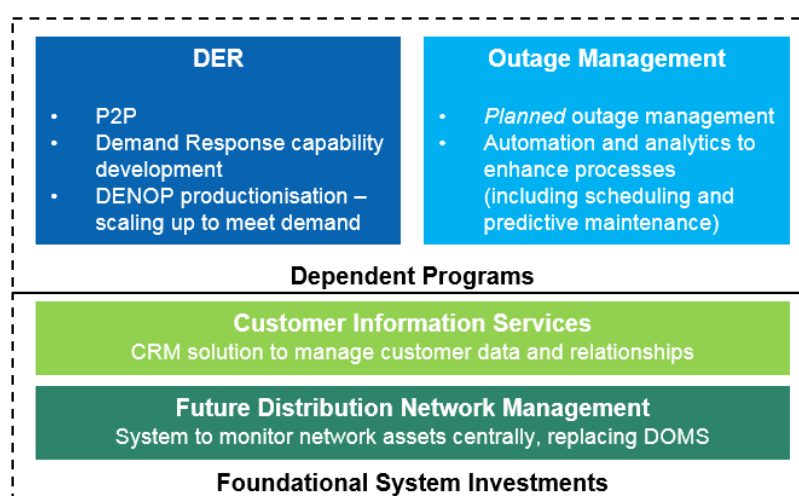 DER
• P2P
• Demand Response capability
development
• DENOP productionisation –
scaling up to meet demand
Outage Management
• Planned outage management
• Automation and analytics to
enhance processes
(including scheduling and
predictive maintenance)
Dependent Programs
Customer Information Services
CRM solution to manage customer data and relationships
Future Distribution Network Management
System to monitor network assets centrally, replacing DOMS
Foundational System Investments